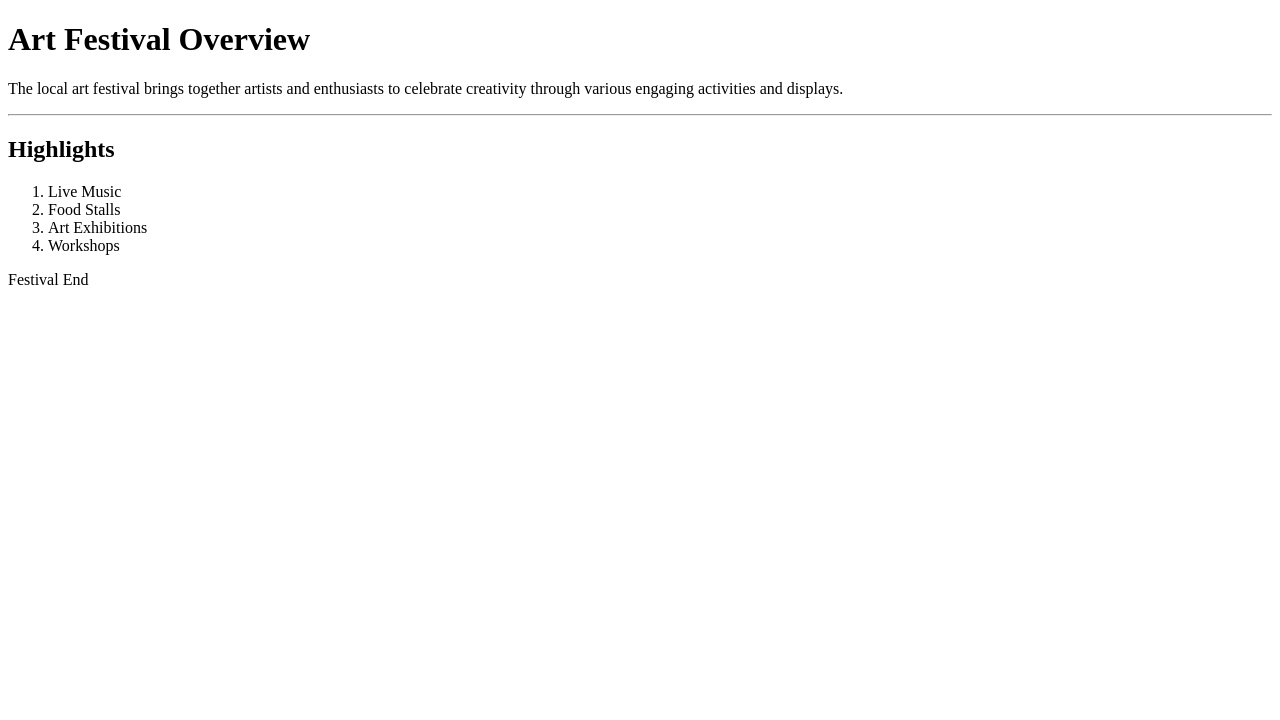 Art Festival Overview
The local art festival brings together artists and enthusiasts to celebrate creativity through various engaging activities and displays.
Highlights
1. Live Music
2. Food Stalls
3. Art Exhibitions
4. Workshops
Festival End